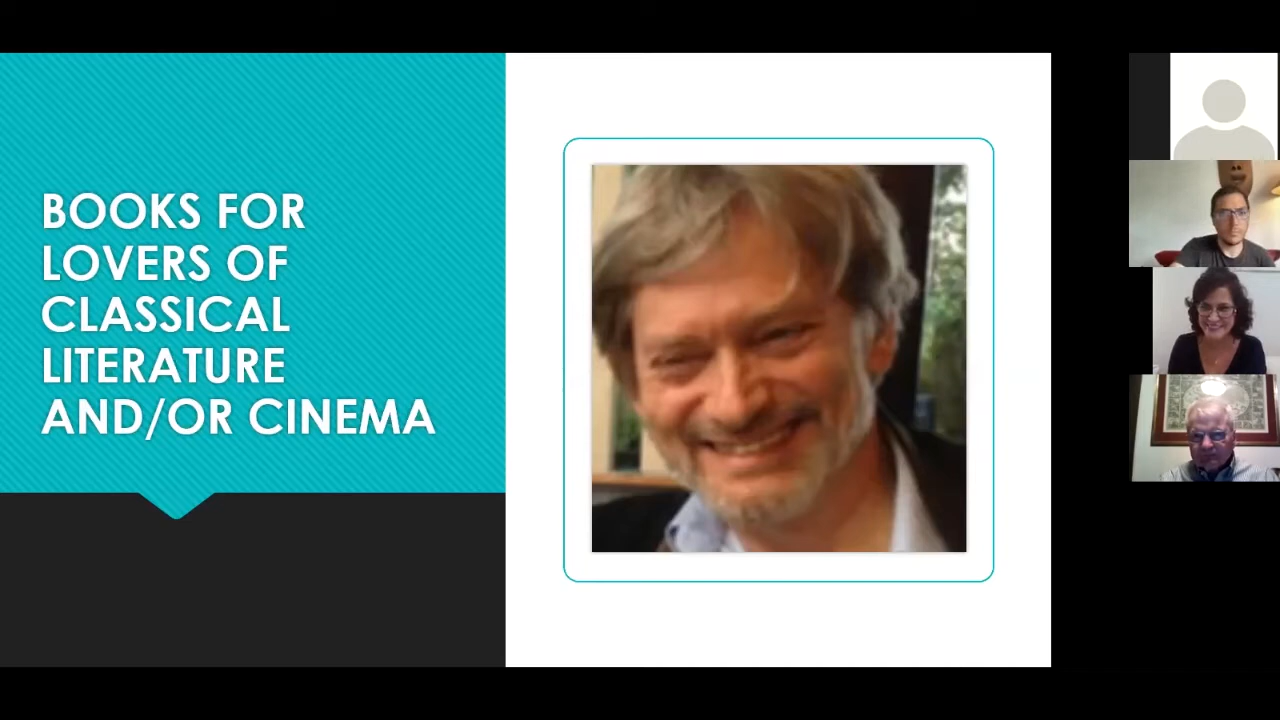 BOOKS FOR
LOVERS OF
CLASSICAL
LITERATURE
AND/OR CINEMA